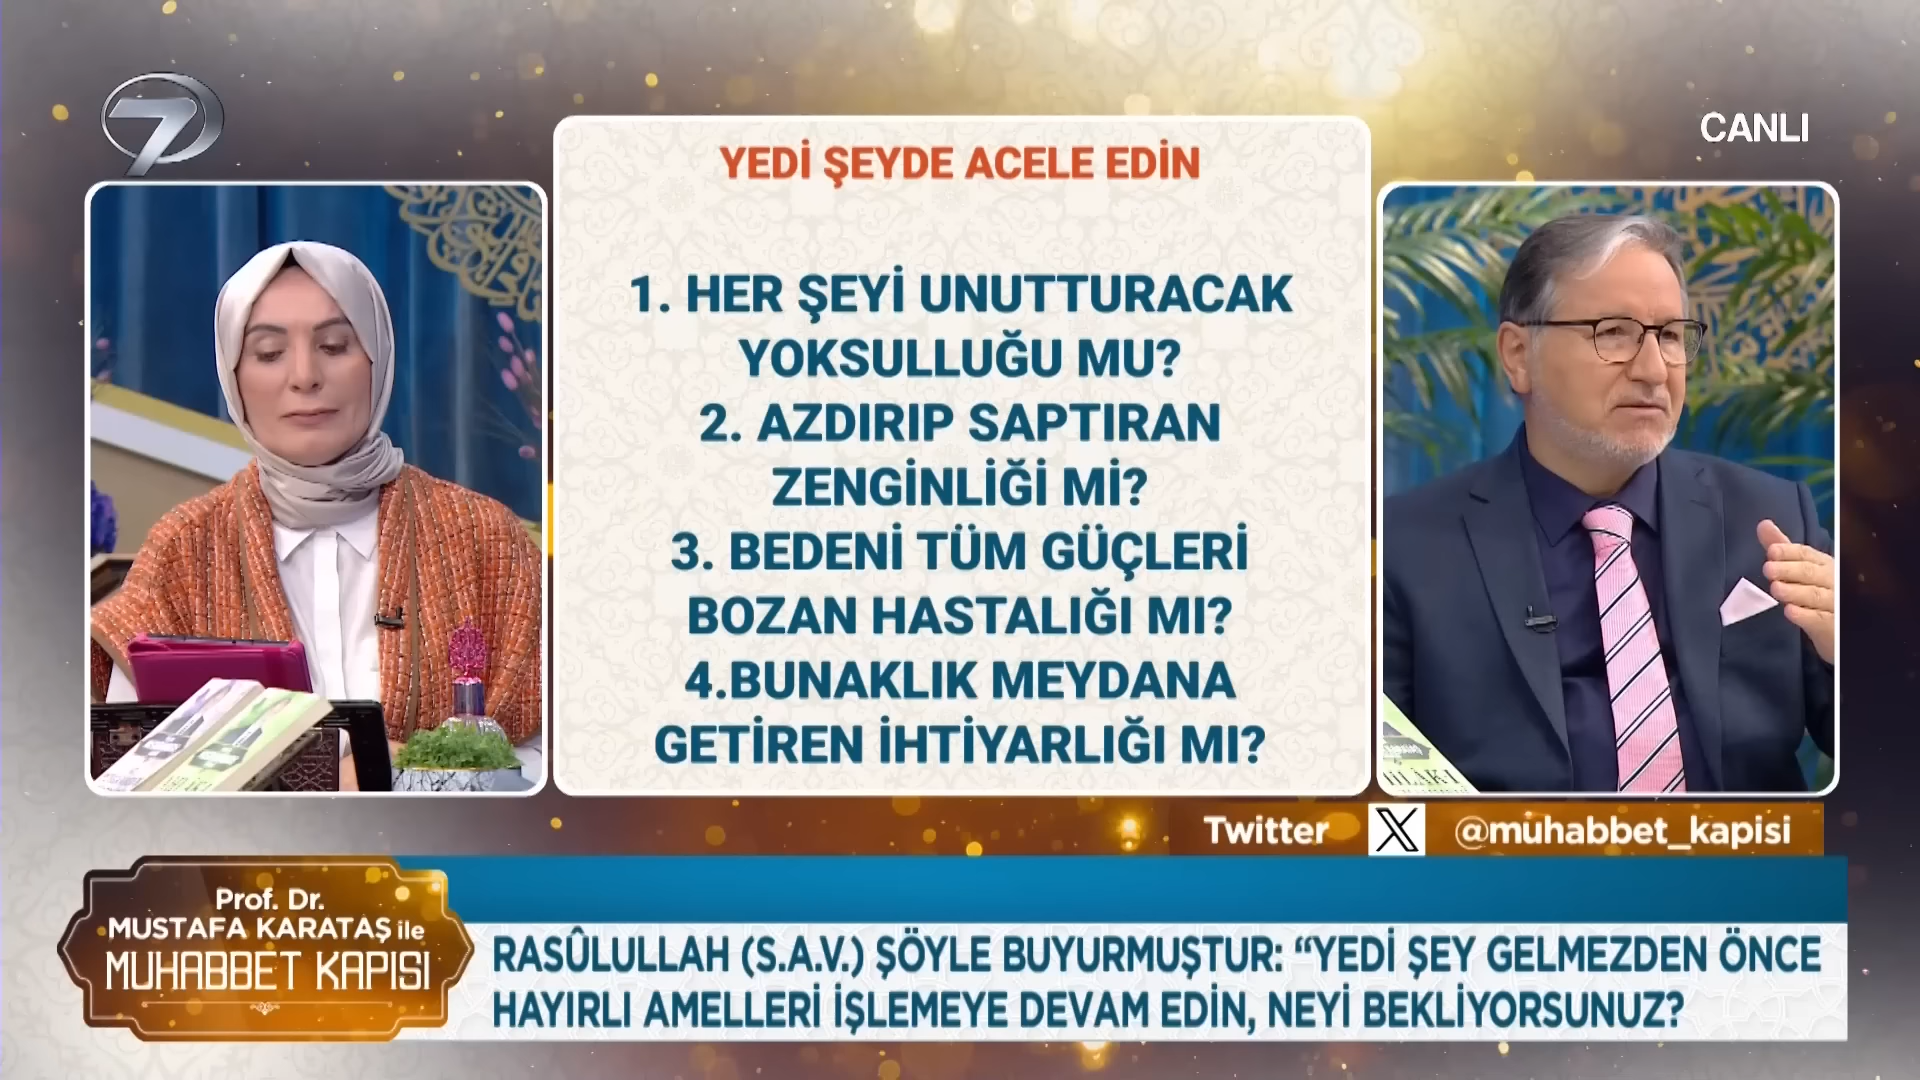 7
CANLI
YEDİ ŞEYDE ACELE EDİN
1. HER ŞEYİ UNUTTURACAK
YOKSULLUĞU MU?
2. AZDIRIP SAPTIRAN
ZENGİNLİĞİ Mİ?
3. BEDENİ TÜM GÜÇLERİ
BOZAN HASTALIĞI MI?
4.BUNAKLIK MEYDANA
GETİREN İHTİYARLIĞI MI?
Twitter X @muhabbet_kapisi
Prof. Dr.
MUSTAFA KARATAŞ ile
MUHABBET KAPISI
RASÛLULLAH (S.A.V.) ŞÖYLE BUYURMUŞTUR: “YEDİ ŞEY GELMEZDEN ÖNCE
HAYIRLI AMELLERİ İŞLEMEYE DEVAM EDİN, NEYİ BEKLİYORSUNUZ?